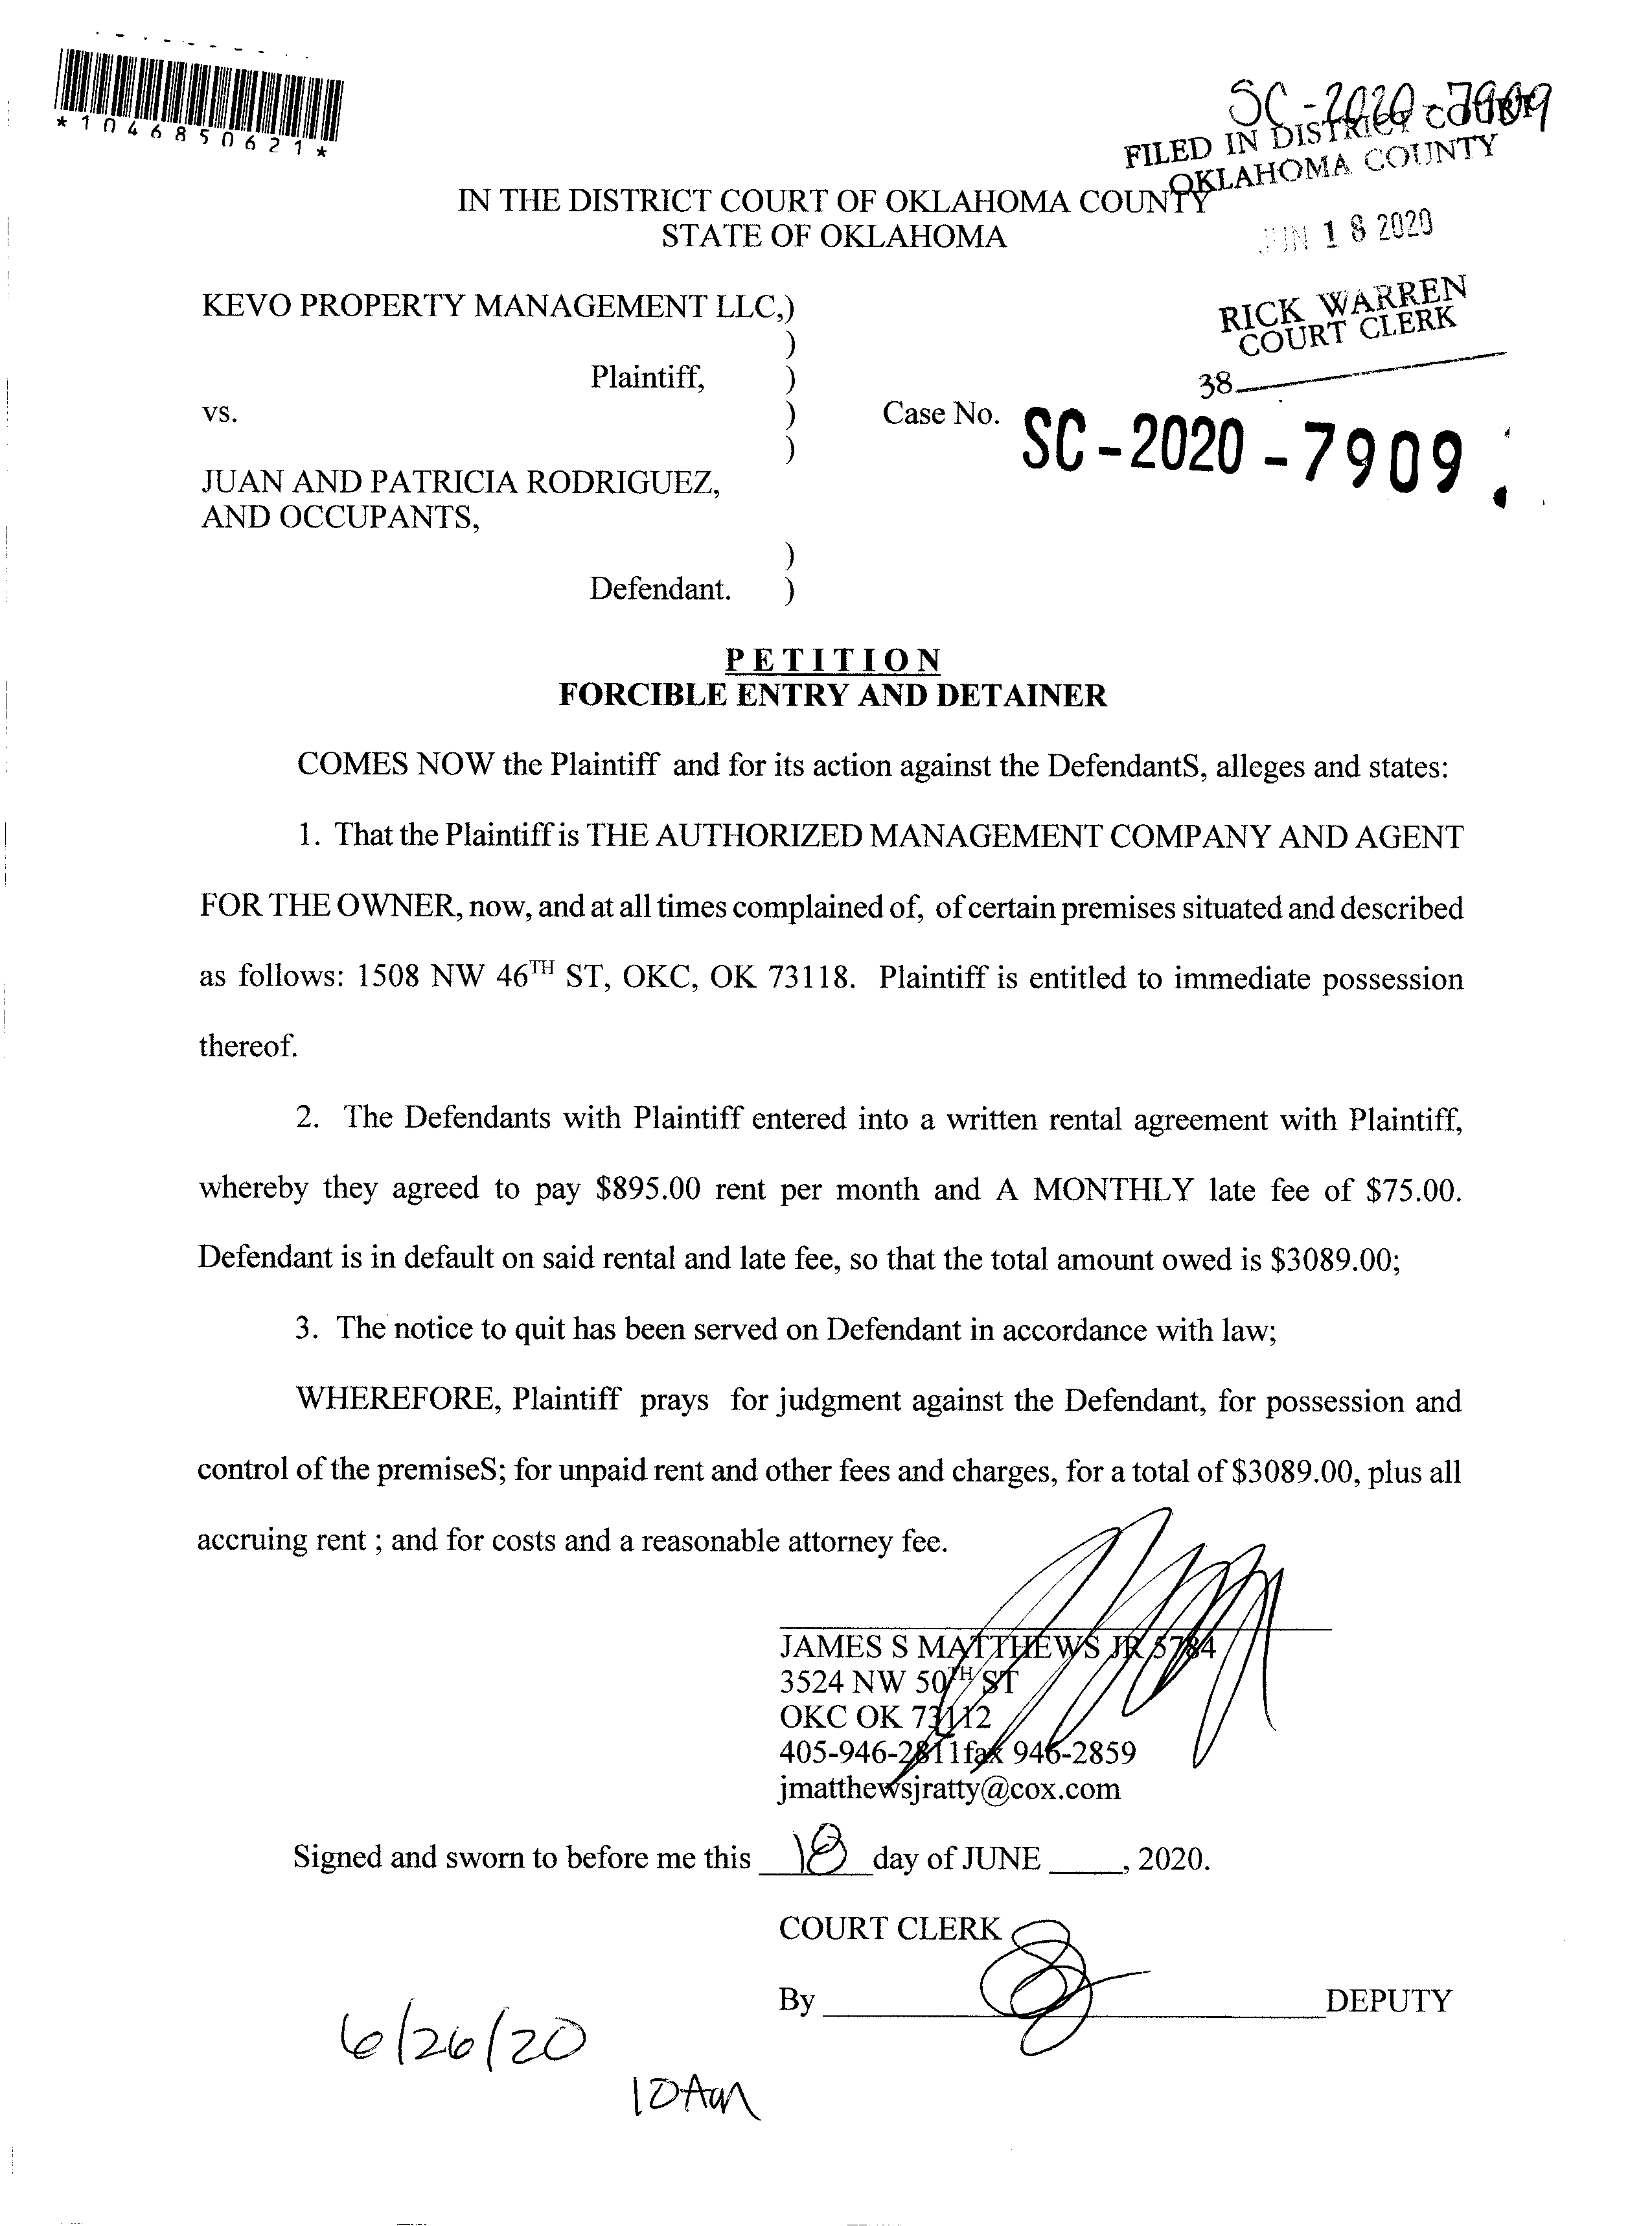 *1046850621*
SC-2020-7909
FILED IN DISTRICT COURT
OKLAHOMA COUNTY
IN THE DISTRICT COURT OF OKLAHOMA COUNTY
STATE OF OKLAHOMA
JUN 18 2020
RICK WARREN
COURT CLERK
38
KEVO PROPERTY MANAGEMENT LLC,)
)
Plaintiff, )
vs. ) Case No. SC-2020-7909
)
JUAN AND PATRICIA RODRIGUEZ,
AND OCCUPANTS,
)
Defendant. )
PETITION
FORCIBLE ENTRY AND DETAINER
COMES NOW the Plaintiff and for its action against the DefendantS, alleges and states:
1. That the Plaintiff is THE AUTHORIZED MANAGEMENT COMPANY AND AGENT
FOR THE OWNER, now, and at all times complained of, of certain premises situated and described
as follows: 1508 NW 46TH ST, OKC, OK 73118. Plaintiff is entitled to immediate possession
thereof.
2. The Defendants with Plaintiff entered into a written rental agreement with Plaintiff,
whereby they agreed to pay $895.00 rent per month and A MONTHLY late fee of $75.00.
Defendant is in default on said rental and late fee, so that the total amount owed is $3089.00;
3. The notice to quit has been served on Defendant in accordance with law;
WHEREFORE, Plaintiff prays for judgment against the Defendant, for possession and
control of the premiseS; for unpaid rent and other fees and charges, for a total of $3089.00, plus all
accruing rent ; and for costs and a reasonable attorney fee.
JAMES S MATTHEWS JR 5784
3524 NW 50TH ST
OKC OK 73112
405-946-2811fax 946-2859
jmatthewsjratty@cox.com
Signed and sworn to before me this 18 day of JUNE ____, 2020.
COURT CLERK
By ____ DEPUTY
6/26/20
10Am